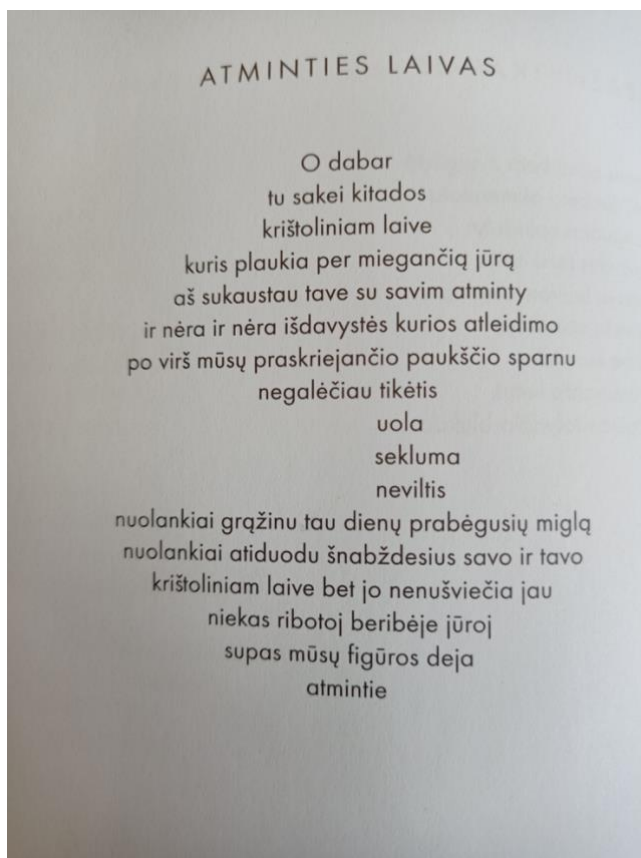 ATMINTIES LAIVAS
O dabar
tu sakei kitados
krištoliniam laive
kuris plaukia per miegančią jūrą
aš sukaustau tave su savim atminty
ir nėra ir nėra išdavystės kurios atleidimo
po virš mūsų praskriejančio paukščio sparnu
negalėčiau tikėtis
uola
sekluma
neviltis
nuolankiai grąžinu tau dienų prabėgusių miglą
nuolankiai atiduodu šnabždesius savo ir tavo
krištoliniam laive bet jo nenušviečia jau
niekas ribotoj beribėje jūroj
supas mūsų figūros deja
atmintie